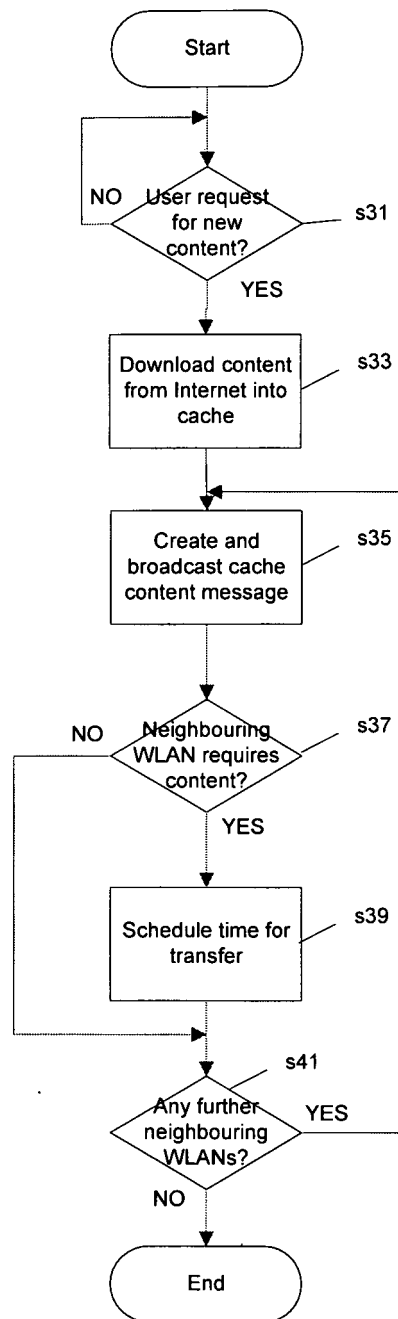 Start
NO
User request
for new
content?
s31
YES
Download content
from Internet into
cache
s33
Create and
broadcast cache
content message
s35
NO
Neighbouring
WLAN requires
content?
s37
YES
Schedule time for
transfer
s39
s41
Any further
neighbouring
WLANs?
YES
NO
End